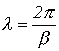 λ = 2π/β